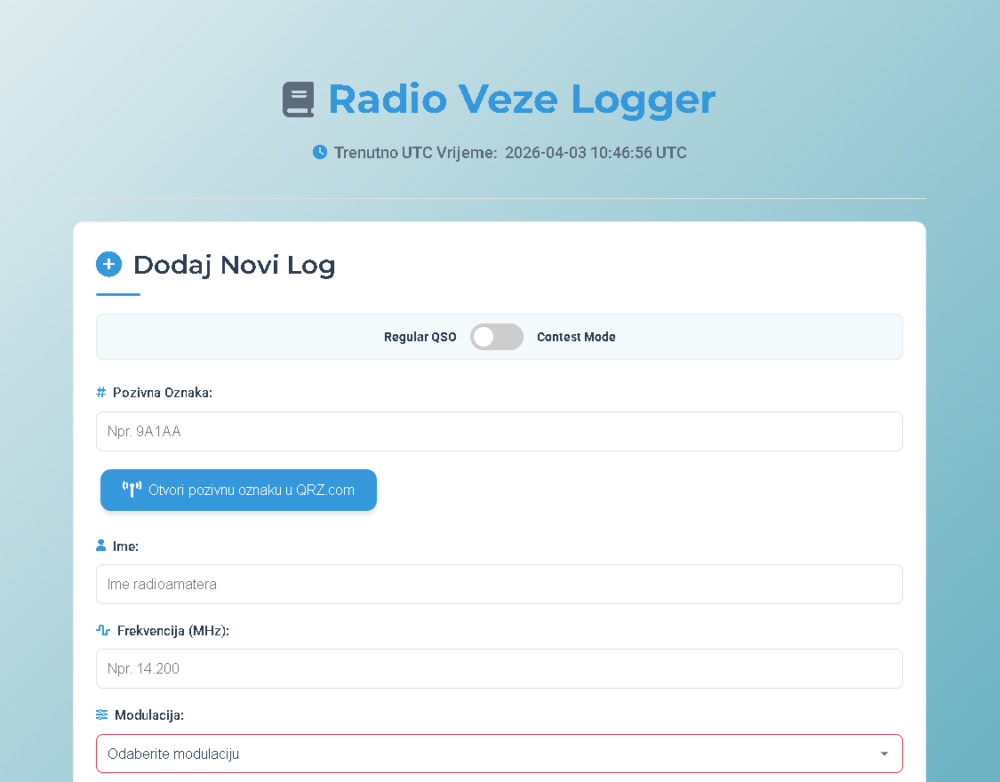 Radio Veze Logger
Trenutno UTC Vrijeme: 2026-04-03 10:46:56 UTC
Dodaj Novi Log
Regular QSO Contest Mode
# Pozivna Oznaka:
Npr. 9A1AA
Otvori pozivnu oznaku u QRZ.com
Ime:
Ime radioamatera
Frekvencija (MHz):
Npr. 14.200
Modulacija:
Odaberite modulaciju